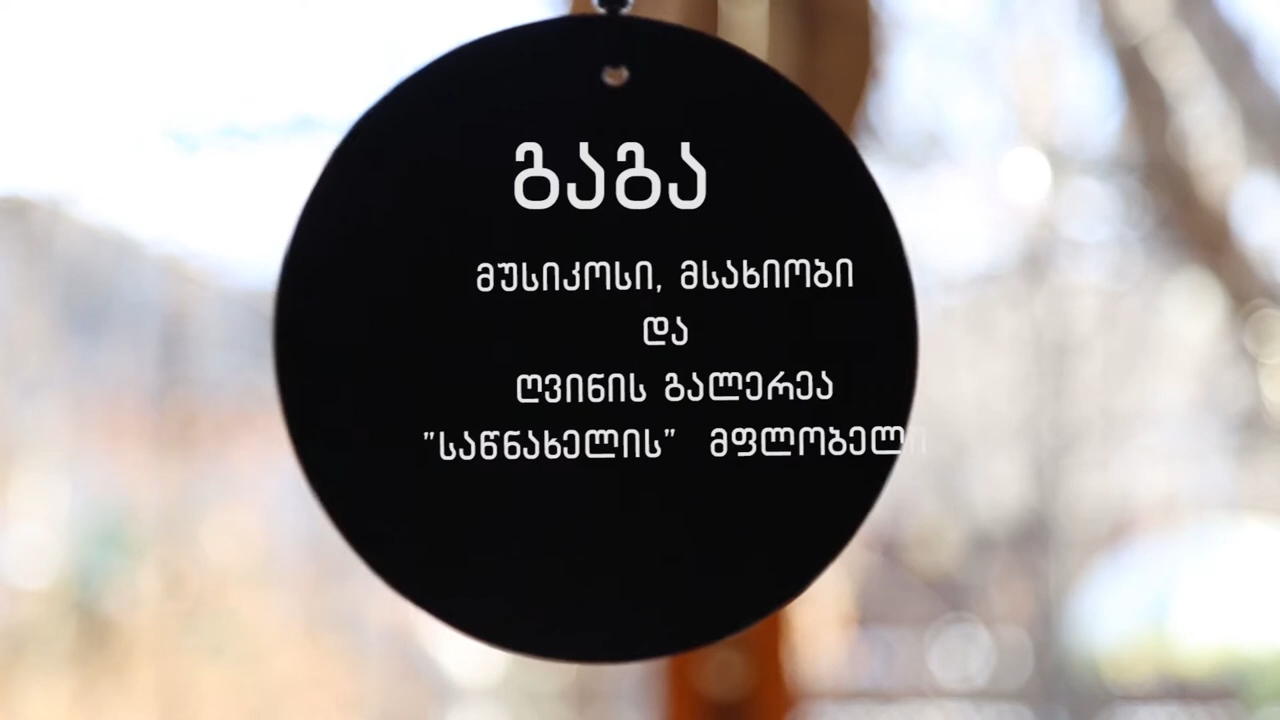 გაგა
მუსიკოსი, მსახიობი
და
ღვინის გალერეა
"საწნახელის" მფლობელი